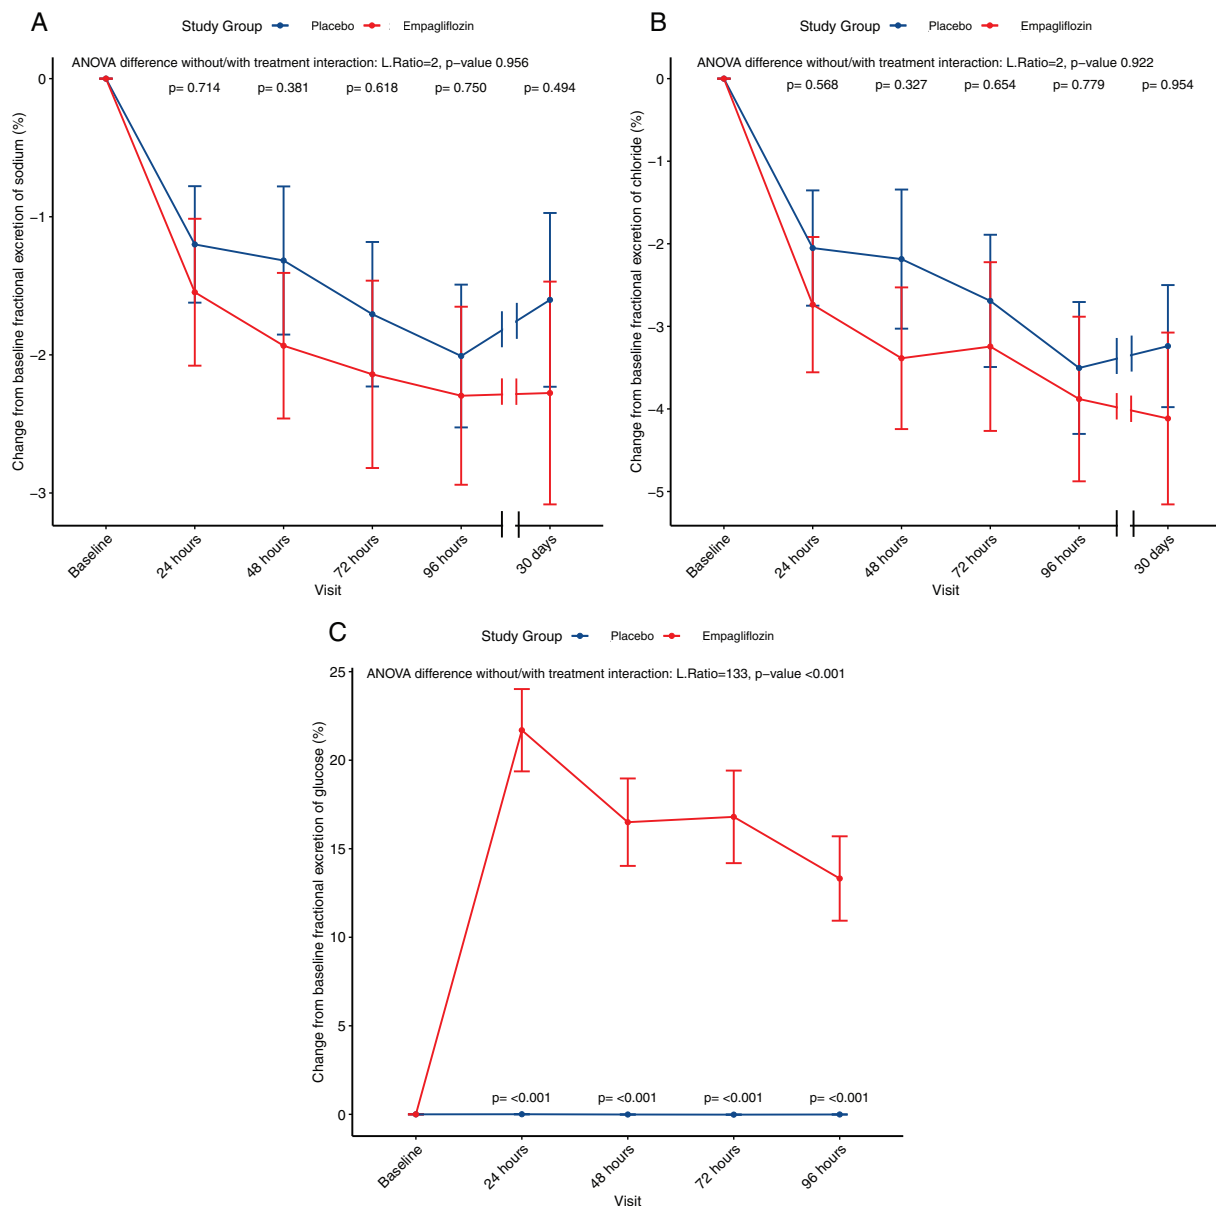 A
Study Group Placebo Empagliflozin
ANOVA difference without/with treatment interaction: L.Ratio=2, p−value 0.956
p= 0.714 p= 0.381 p= 0.618 p= 0.750 p= 0.494
Change from baseline fractional excretion of sodium (%)
0
−1
−2
−3
Baseline
24 hours
48 hours
72 hours
96 hours
30 days
Visit
B
Study Group Placebo Empagliflozin
ANOVA difference without/with treatment interaction: L.Ratio=2, p−value 0.922
p= 0.568 p= 0.327 p= 0.654 p= 0.779 p= 0.954
Change from baseline fractional excretion of chloride (%)
0
−1
−2
−3
−4
−5
Baseline
24 hours
48 hours
72 hours
96 hours
30 days
Visit
C
Study Group Placebo Empagliflozin
ANOVA difference without/with treatment interaction: L.Ratio=133, p−value <0.001
Change from baseline fractional excretion of glucose (%)
25
20
15
10
5
0
p= <0.001 p= <0.001 p= <0.001 p= <0.001
Baseline
24 hours
48 hours
72 hours
96 hours
Visit